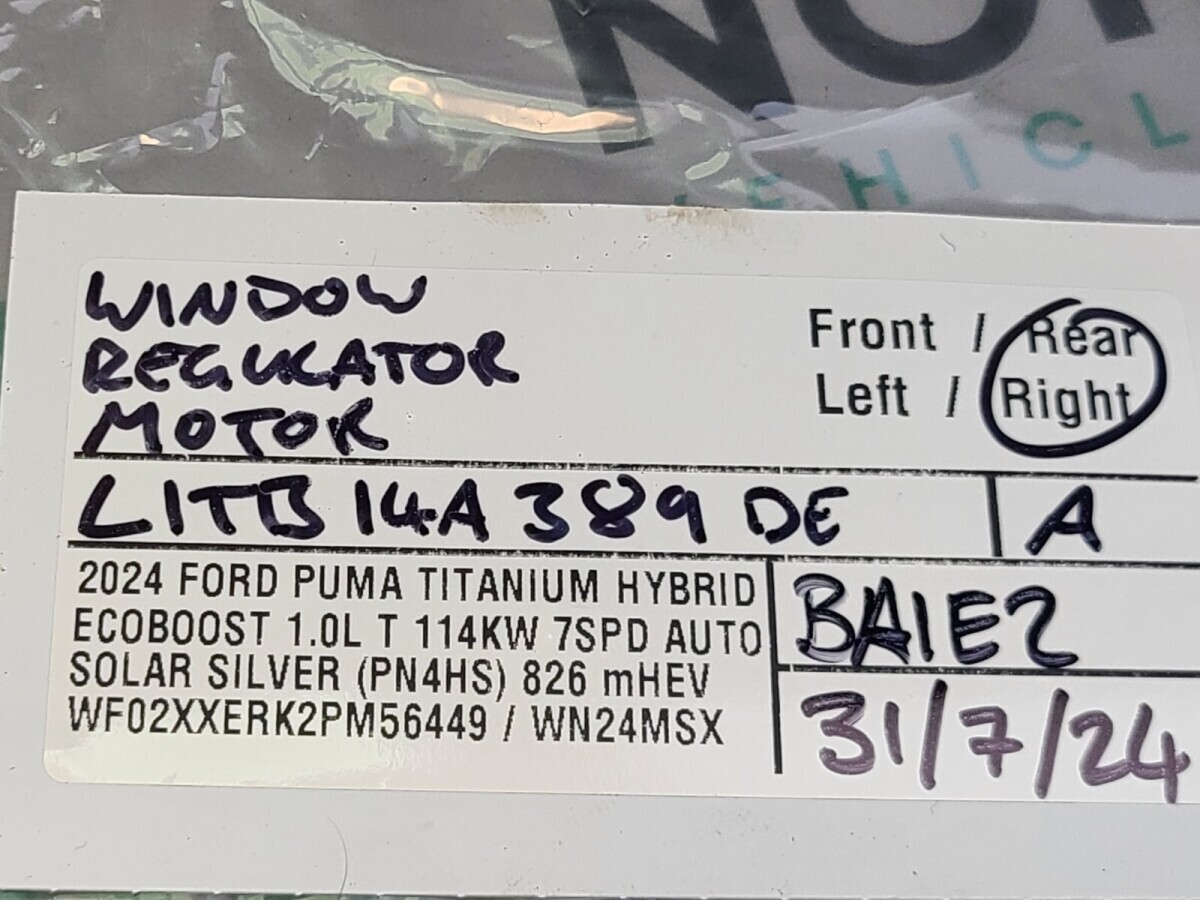 WINDOW
REGULATOR
MOTOR
Front / Rear
Left / Right
L1TB 14A 389 DE
A
2024 FORD PUMA TITANIUM HYBRID
ECOBOOST 1.0L T 114KW 7SPD AUTO
SOLAR SILVER (PN4HS) 826 mHEV
WF02XXERK2PM56449 / WN24MSX
BA1E2
31/7/24